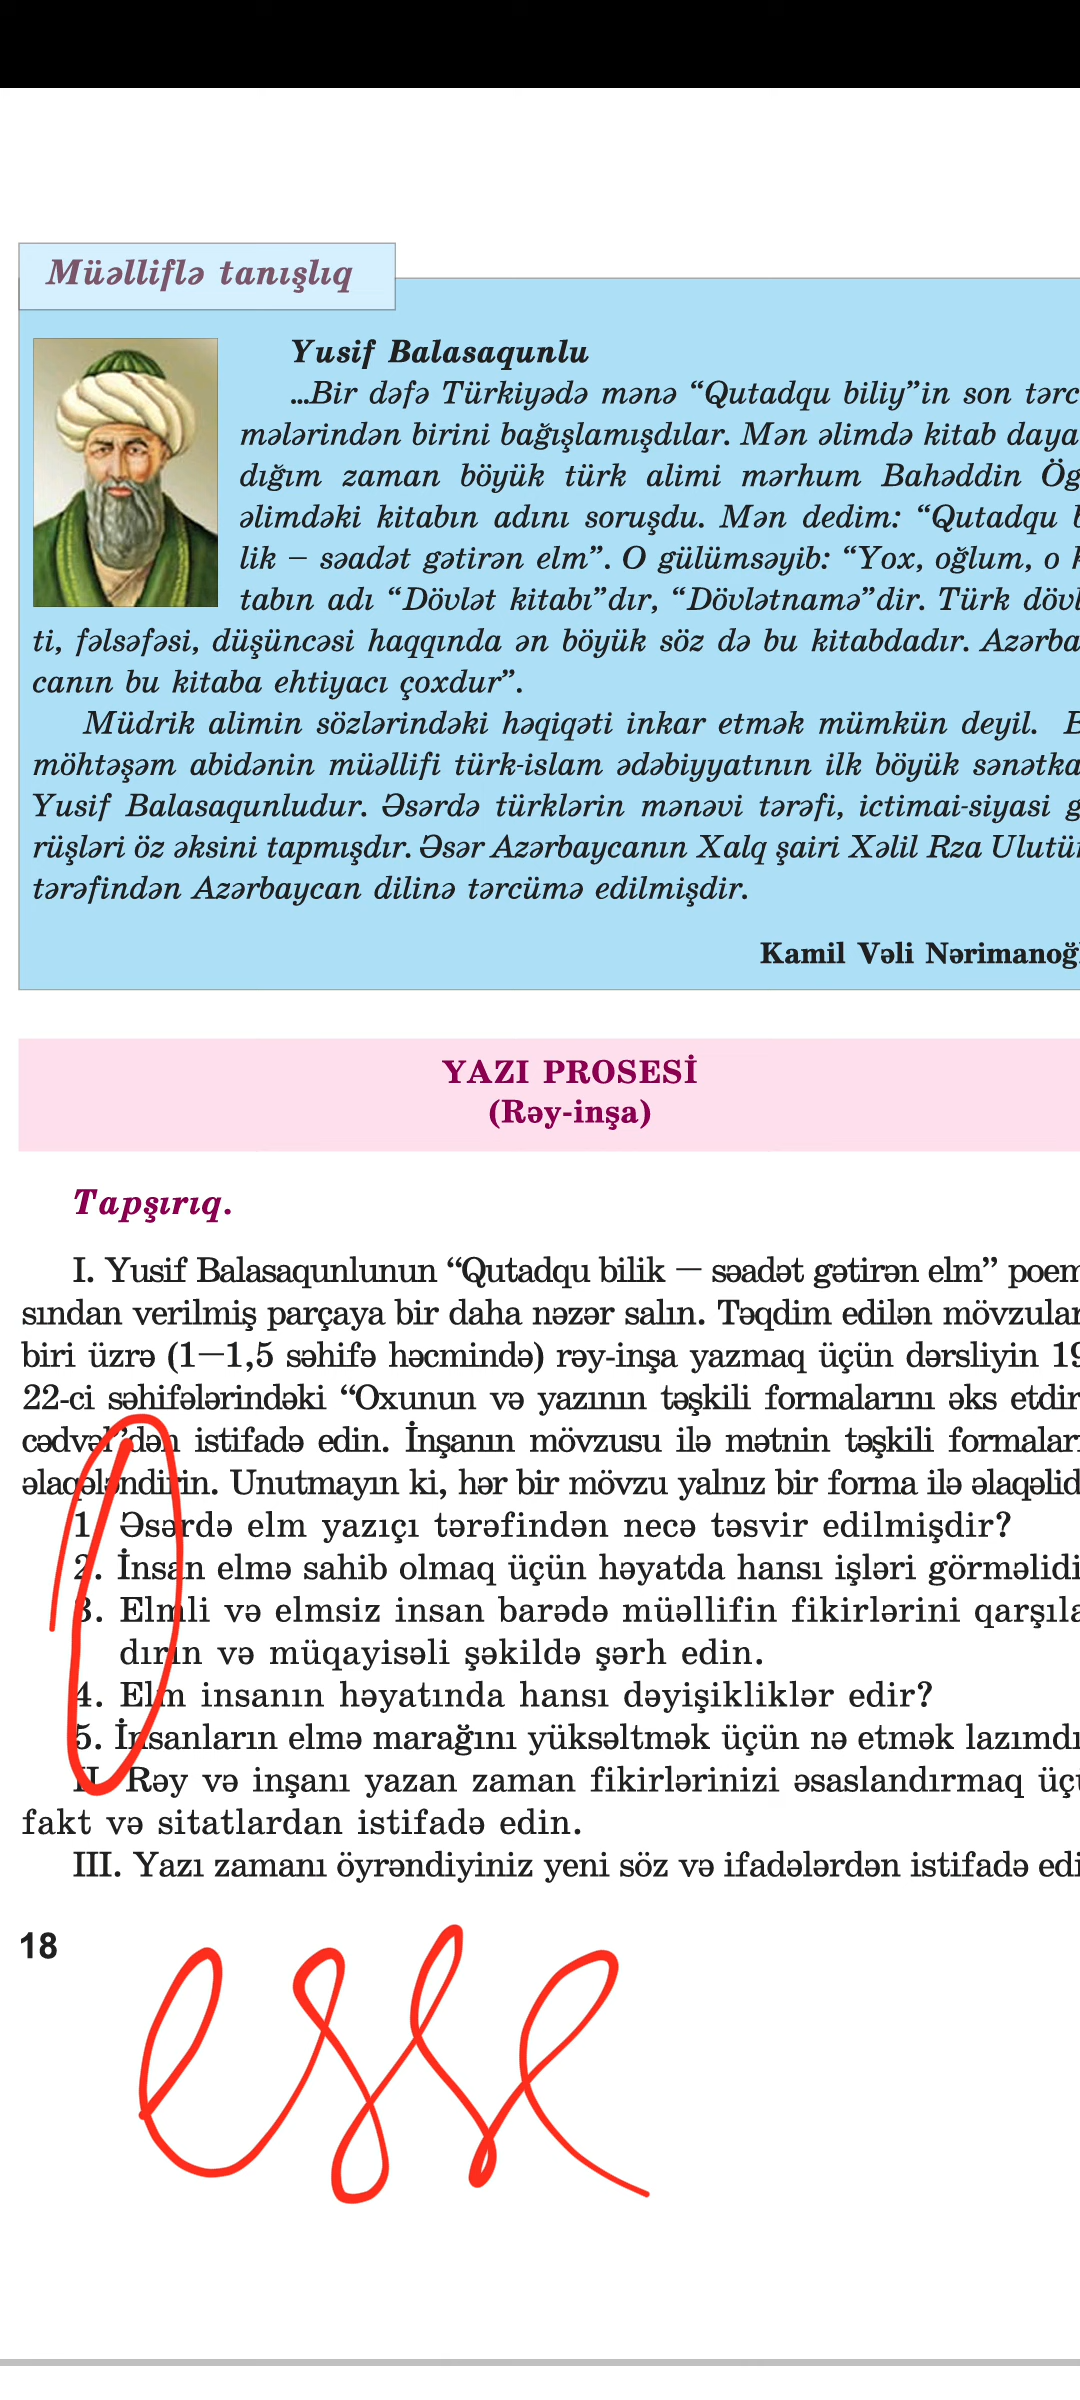 Müəlliflə tanışlıq
Yusif Balasaqunlu
...Bir dəfə Türkiyədə mənə “Qutadqu biliy”in son tərc
mələrindən birini bağışlamışdılar. Mən əlimdə kitab daya
dığım zaman böyük türk alimi mərhum Bahəddin Ög
əlimdəki kitabın adını soruşdu. Mən dedim: “Qutadqu b
lik – səadət gətirən elm”. O gülümsəyib: “Yox, oğlum, o k
tabın adı “Dövlət kitabı”dır, “Dövlətnamə”dir. Türk dövl
ti, fəlsəfəsi, düşüncəsi haqqında ən böyük söz də bu kitabdadır. Azərba
canın bu kitaba ehtiyacı çoxdur”.
Müdrik alimin sözlərindəki həqiqəti inkar etmək mümkün deyil. B
möhtəşəm abidənin müəllifi türk-islam ədəbiyyatının ilk böyük sənətka
Yusif Balasaqunludur. Əsərdə türklərin mənəvi tərəfi, ictimai-siyasi g
rüşləri öz əksini tapmışdır. Əsər Azərbaycanın Xalq şairi Xəlil Rza Ulutür
tərəfindən Azərbaycan dilinə tərcümə edilmişdir.
Kamil Vəli Nərimanoğl
YAZI PROSESİ
(Rəy-inşa)
Tapşırıq.
I. Yusif Balasaqunlunun “Qutadqu bilik — səadət gətirən elm” poem
sından verilmiş parçaya bir daha nəzər salın. Təqdim edilən mövzular
biri üzrə (1—1,5 səhifə həcmində) rəy-inşa yazmaq üçün dərsliyin 19
22-ci səhifələrindəki “Oxunun və yazının təşkili formalarını əks etdir
cədvəl”dən istifadə edin. İnşanın mövzusu ilə mətnin təşkili formaları
əlaqələndirin. Unutmayın ki, hər bir mövzu yalnız bir forma ilə əlaqəlid
1. Əsərdə elm yazıçı tərəfindən necə təsvir edilmişdir?
2. İnsan elmə sahib olmaq üçün həyatda hansı işləri görməlidi
3. Elmli və elmsiz insan barədə müəllifin fikirlərini qarşıla
dırın və müqayisəli şəkildə şərh edin.
4. Elm insanın həyatında hansı dəyişikliklər edir?
5. İnsanların elmə marağını yüksəltmək üçün nə etmək lazımdı
II. Rəy və inşanı yazan zaman fikirlərinizi əsaslandırmaq üçü
fakt və sitatlardan istifadə edin.
III. Yazı zamanı öyrəndiyiniz yeni söz və ifadələrdən istifadə edi
18
esse